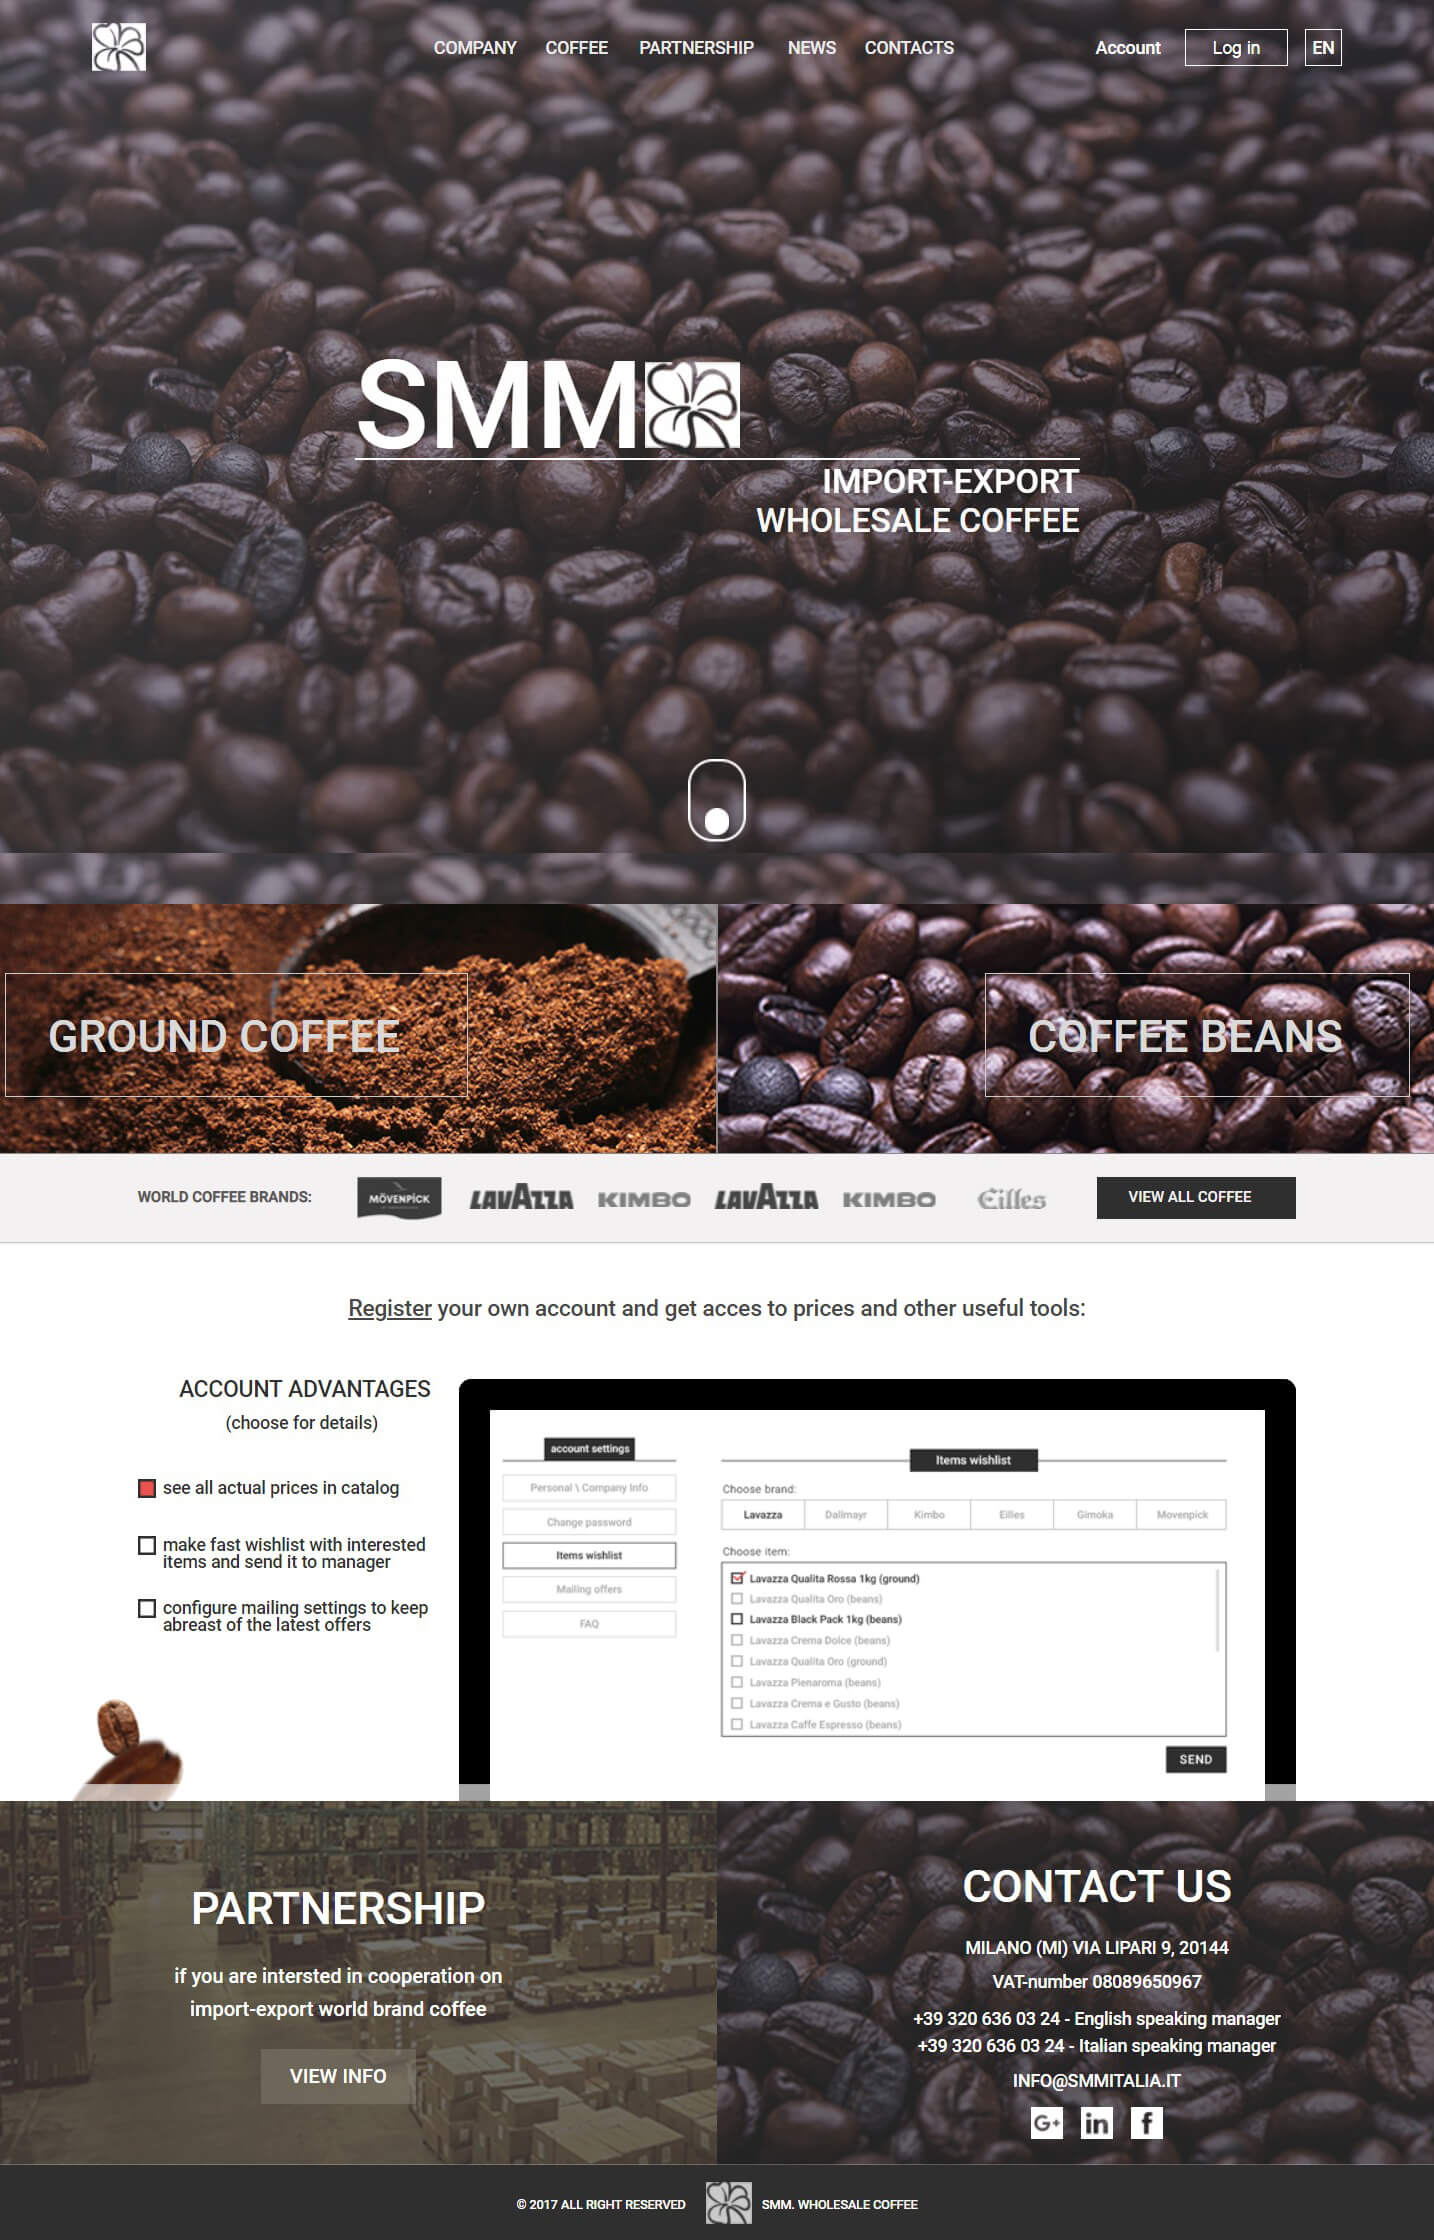 COMPANY COFFEE PARTNERSHIP NEWS CONTACTS Account Log in EN
SMM
IMPORT-EXPORT
WHOLESALE COFFEE
GROUND COFFEE
COFFEE BEANS
WORLD COFFEE BRANDS: MÖVENPICK LAVAZZA KIMBO LAVAZZA KIMBO Eilles VIEW ALL COFFEE
Register your own account and get acces to prices and other useful tools:
ACCOUNT ADVANTAGES
(choose for details)
see all actual prices in catalog
make fast wishlist with interested
items and send it to manager
configure mailing settings to keep
abreast of the latest offers
account settings
Personal \ Company Info
Change password
Items wishlist
Mailing offers
FAQ
Items wishlist
Choose brand:
Lavazza Dallmayr Kimbo Eilles Gimoka Movenpick
Choose item:
Lavazza Qualita Rossa 1kg (ground)
Lavazza Qualita Oro (beans)
Lavazza Black Pack 1kg (beans)
Lavazza Crema Dolce (beans)
Lavazza Qualita Oro (ground)
Lavazza Pienaroma (beans)
Lavazza Crema e Gusto (beans)
Lavazza Caffe Espresso (beans)
SEND
PARTNERSHIP
if you are intersted in cooperation on
import-export world brand coffee
VIEW INFO
CONTACT US
MILANO (MI) VIA LIPARI 9, 20144
VAT-number 08089650967
+39 320 636 03 24 - English speaking manager
+39 320 636 03 24 - Italian speaking manager
INFO@SMMITALIA.IT
G+ in f
© 2017 ALL RIGHT RESERVED SMM. WHOLESALE COFFEE